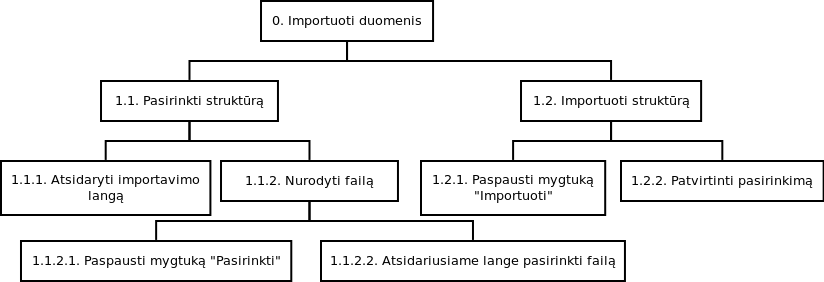 0. Importuoti duomenis
1.1. Pasirinkti struktūrą
1.2. Importuoti struktūrą
1.1.1. Atsidaryti importavimo
langą
1.1.2. Nurodyti failą
1.2.1. Paspausti mygtuką
"Importuoti"
1.2.2. Patvirtinti pasirinkimą
1.1.2.1. Paspausti mygtuką "Pasirinkti"
1.1.2.2. Atsidariusiame lange pasirinkti failą